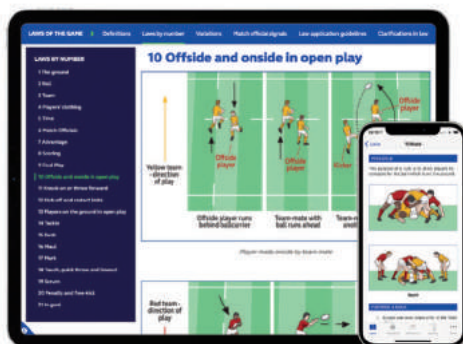 LAWS OF THE GAME
Definitions
Laws by number
Variations
Match official signals
Law application guidelines
Clarifications in law
LAWS BY NUMBER
1 The ground
2 Ball
3 Team
4 Players' clothing
5 Time
6 Match Officials
7 Advantage
8 Scoring
9 Foul Play
10 Offside and onside in open play
11 Knock-on or throw forward
12 Kick-off and restart kicks
13 Players on the ground in open play
14 Tackle
15 Ruck
16 Maul
17 Mark
18 Touch, quick throw and lineout
19 Scrum
20 Penalty and free-kick
21 In-goal
10 Offside and onside in open play
Yellow team -
direction
of play
Offside
player
Offside
player
Offside
player
Kicker
Offside player runs
behind ballcarrier
Team-mate with
ball runs ahead
Team-m
Player made onside by team-mate
Red team -
direction
of play